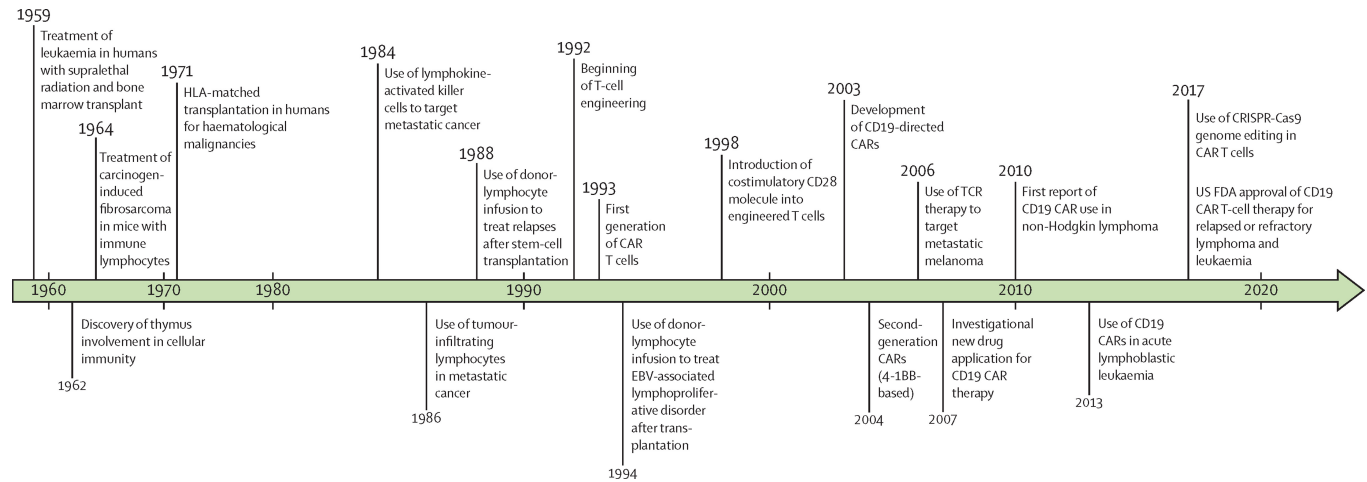 1959
Treatment of
leukaemia in humans
with supralethal
radiation and bone
marrow transplant
1964
Treatment of
carcinogen-
induced
fibrosarcoma
in mice with
immune
lymphocytes
1971
HLA-matched
transplantation in humans
for haematological
malignancies
1984
Use of lymphokine-
activated killer
cells to target
metastatic cancer
1988
Use of donor-
lymphocyte
infusion to
treat relapses
after stem-cell
transplantation
1992
Beginning
of T-cell
engineering
1993
First
generation
of CAR
T cells
1998
Introduction of
costimulatory CD28
molecule into
engineered T cells
2003
Development
of CD19-directed
CARs
2006
Use of TCR
therapy to
target
metastatic
melanoma
2010
First report of
CD19 CAR use in
non-Hodgkin lymphoma
2017
Use of CRISPR-Cas9
genome editing in
CAR T cells
US FDA approval of CD19
CAR T-cell therapy for
relapsed or refractory
lymphoma and
leukaemia
1960 1970 1980 1990 2000 2010 2020
Discovery of thymus
involvement in cellular
immunity
1962
Use of tumour-
infiltrating
lymphocytes
in metastatic
cancer
1986
Use of donor-
lymphocyte
infusion to treat
EBV-associated
lymphoprolifer-
ative disorder
after trans-
plantation
1994
Second-
generation
CARs
(4-1BB-
based)
2004
Investigational
new drug
application for
CD19 CAR
therapy
2007
Use of CD19
CARs in acute
lymphoblastic
leukaemia
2013